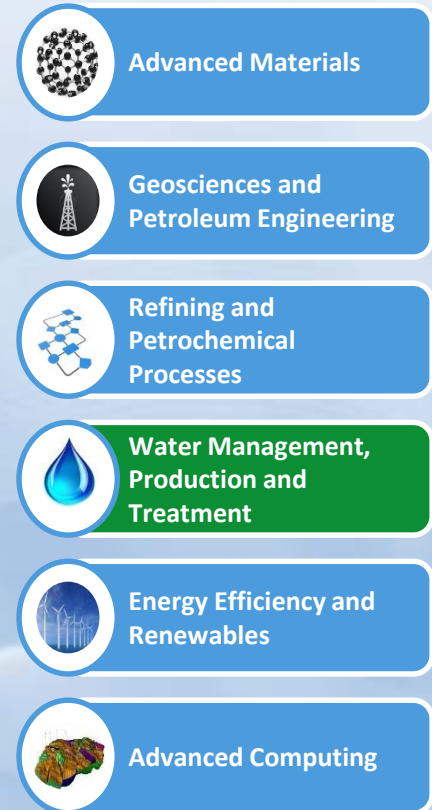 Advanced Materials
Geosciences and
Petroleum Engineering
Refining and
Petrochemical
Processes
Water Management,
Production and
Treatment
Energy Efficiency and
Renewables
Advanced Computing